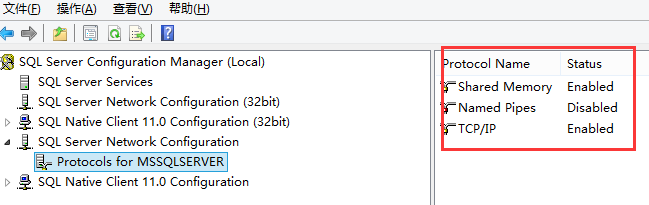 文件(F) 操作(A) 查看(V) 帮助(H)
SQL Server Configuration Manager (Local)
SQL Server Services
SQL Server Network Configuration (32bit)
SQL Native Client 11.0 Configuration (32bit)
SQL Server Network Configuration
Protocols for MSSQLSERVER
SQL Native Client 11.0 Configuration
Protocol Name Status
Shared Memory Enabled
Named Pipes Disabled
TCP/IP Enabled